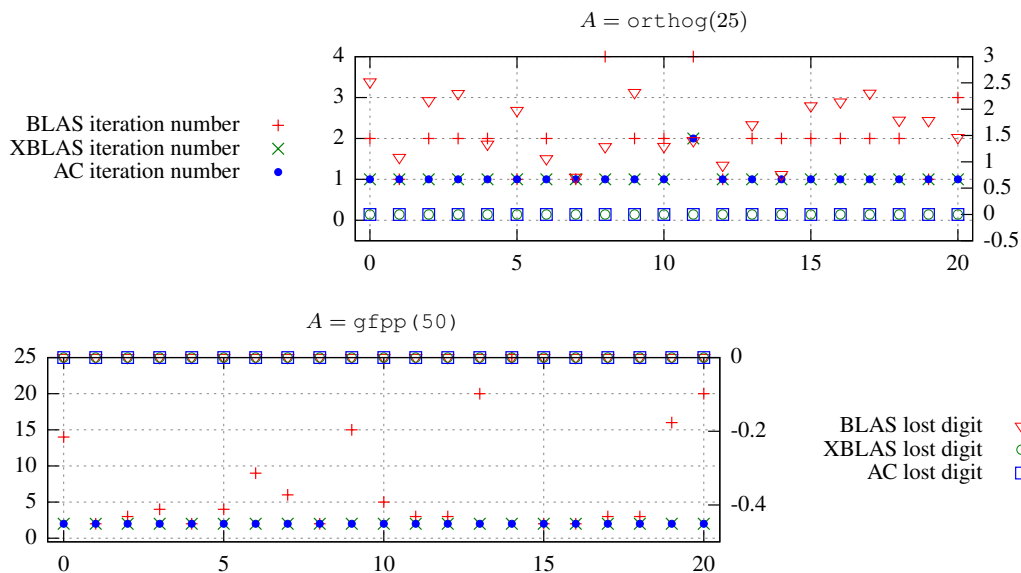 A = orthog(25)
4 3
2.5
3 2
BLAS iteration number
XBLAS iteration number 2 1.5
AC iteration number 1
1 0.5
0 0
-0.5
0 5 10 15 20
A = gfpp(50)
25 0
20
15 -0.2
BLAS lost digit
10 XBLAS lost digit
AC lost digit
5 -0.4
0
0 5 10 15 20